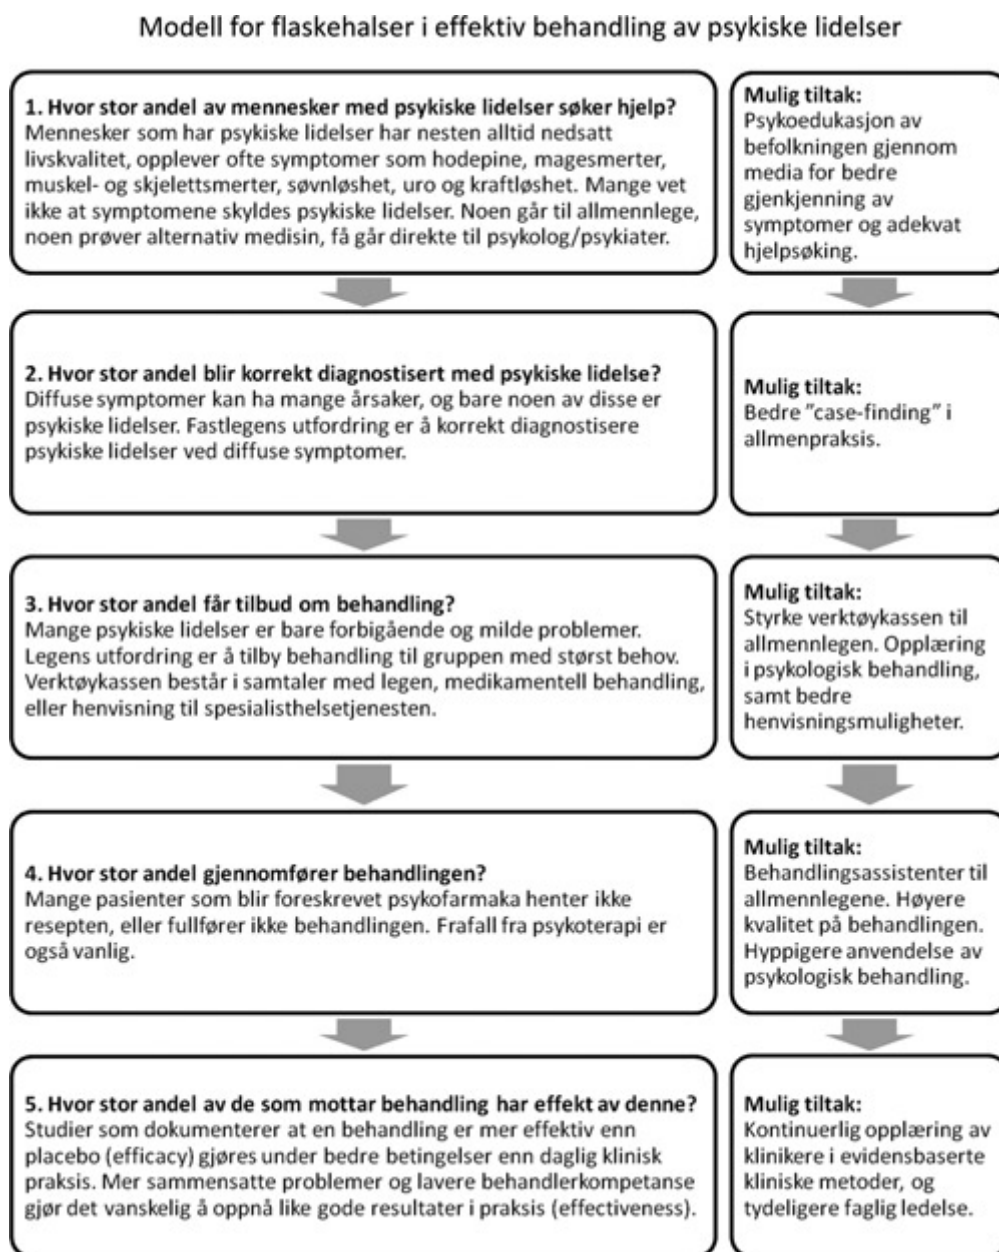 Modell for flaskehalser i effektiv behandling av psykiske lidelser
1. Hvor stor andel av mennesker med psykiske lidelser søker hjelp?
Mennesker som har psykiske lidelser har nesten alltid nedsatt
livskvalitet, opplever ofte symptomer som hodepine, magesmerter,
muskel- og skjelettsmerter, søvnløshet, uro og kraftløshet. Mange vet
ikke at symptomene skyldes psykiske lidelser. Noen går til allmennlege,
noen prøver alternativ medisin, få går direkte til psykolog/psykiater.
Mulig tiltak:
Psykoedukasjon av
befolkningen gjennom
media for bedre
gjenkjenning av
symptomer og adekvat
hjelpsøking.
2. Hvor stor andel blir korrekt diagnostisert med psykiske lidelse?
Diffuse symptomer kan ha mange årsaker, og bare noen av disse er
psykiske lidelser. Fastlegens utfordring er å korrekt diagnostisere
psykiske lidelser ved diffuse symptomer.
Mulig tiltak:
Bedre "case-finding" i
allmenpraksis.
3. Hvor stor andel får tilbud om behandling?
Mange psykiske lidelser er bare forbigående og milde problemer.
Legens utfordring er å tilby behandling til gruppen med størst behov.
Verktøykassen består i samtaler med legen, medikamentell behandling,
eller henvisning til spesialisthelsetjenesten.
Mulig tiltak:
Styrke verktøykassen til
allmennlegen. Opplæring
i psykologisk behandling,
samt bedre
henvisningsmuligheter.
4. Hvor stor andel gjennomfører behandlingen?
Mange pasienter som blir foreskrevet psykofarmaka henter ikke
resepten, eller fullfører ikke behandlingen. Frafall fra psykoterapi er
også vanlig.
Mulig tiltak:
Behandlingsassistenter til
allmennlegene. Høyere
kvalitet på behandlingen.
Hyppigere anvendelse av
psykologisk behandling.
5. Hvor stor andel av de som mottar behandling har effekt av denne?
Studier som dokumenterer at en behandling er mer effektiv enn
placebo (efficacy) gjøres under bedre betingelser enn daglig klinisk
praksis. Mer sammensatte problemer og lavere behandlerkompetanse
gjør det vanskelig å oppnå like gode resultater i praksis (effectiveness).
Mulig tiltak:
Kontinuerlig opplæring av
klinikere i evidensbaserte
kliniske metoder, og
tydeligere faglig ledelse.